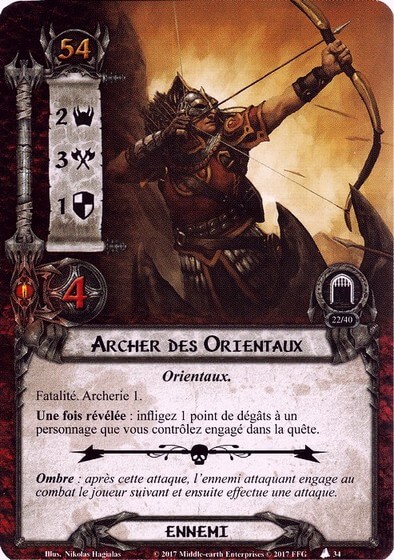 54
2
3
1
4
22/40
Archer des Orientaux
Orientaux.
Fatalité. Archerie 1.
Une fois révélée : infligez 1 point de dégâts à un
personnage que vous contrôlez engagé dans la quête.
Ombre : après cette attaque, l'ennemi attaquant engage au
combat le joueur suivant et ensuite effectue une attaque.
ENNEMI
Illus. Nikolas Hagialas © 2017 Middle-earth Enterprises © 2017 FFG 34